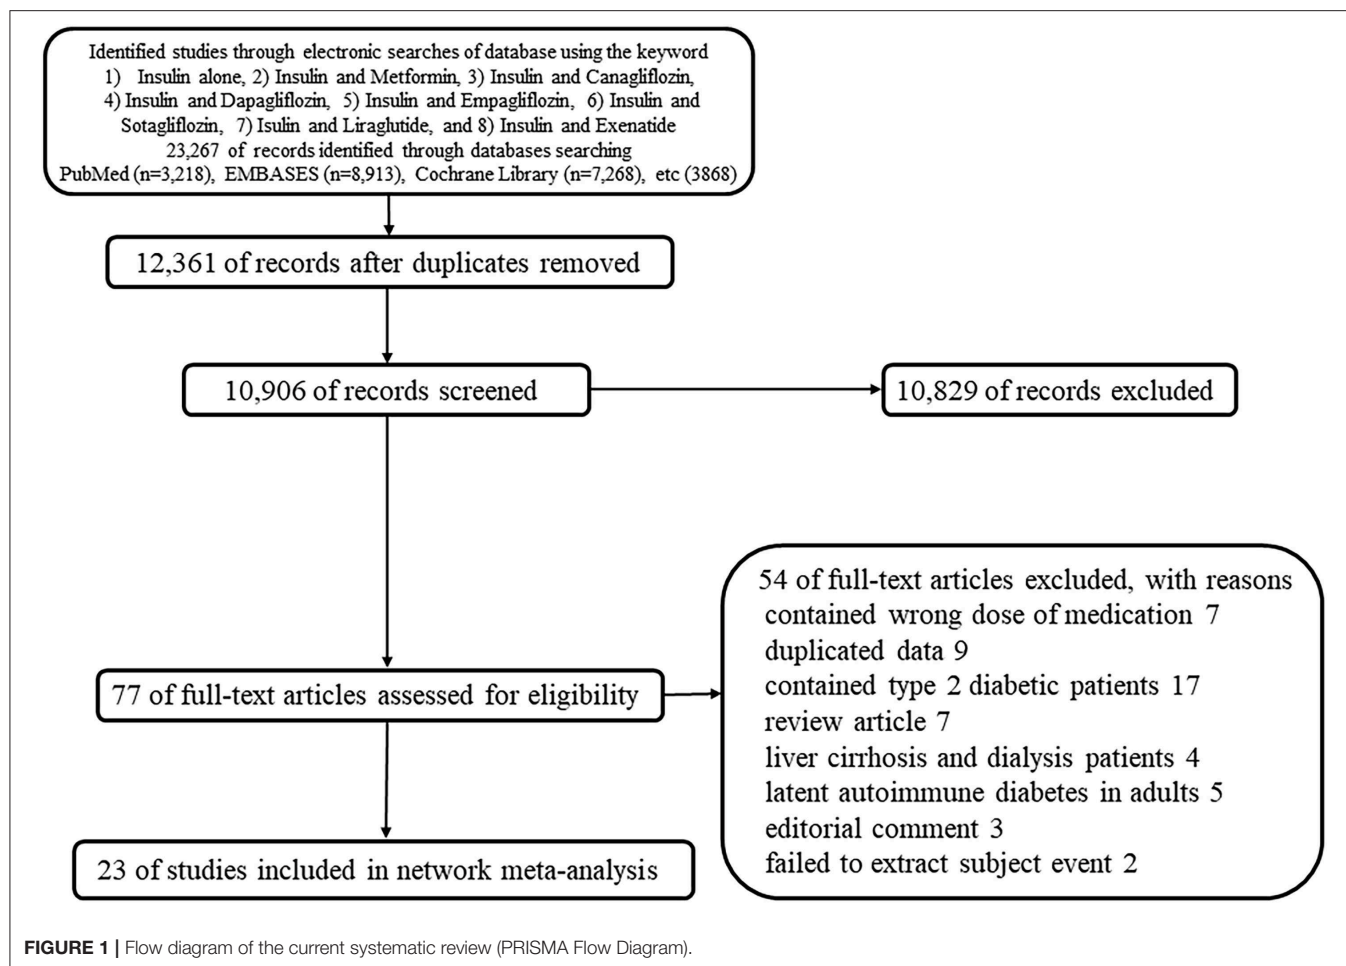 Identified studies through electronic searches of database using the keyword
1) Insulin alone, 2) Insulin and Metformin, 3) Insulin and Canagliflozin,
4) Insulin and Dapagliflozin, 5) Insulin and Empagliflozin, 6) Insulin and
Sotagliflozin, 7) Isulin and Liraglutide, and 8) Insulin and Exenatide
23,267 of records identified through databases searching
PubMed (n=3,218), EMBASES (n=8,913), Cochrane Library (n=7,268), etc (3868)
12,361 of records after duplicates removed
10,906 of records screened
10,829 of records excluded
77 of full-text articles assessed for eligibility
54 of full-text articles excluded, with reasons
contained wrong dose of medication 7
duplicated data 9
contained type 2 diabetic patients 17
review article 7
liver cirrhosis and dialysis patients 4
latent autoimmune diabetes in adults 5
editorial comment 3
failed to extract subject event 2
23 of studies included in network meta-analysis
FIGURE 1 | Flow diagram of the current systematic review (PRISMA Flow Diagram).